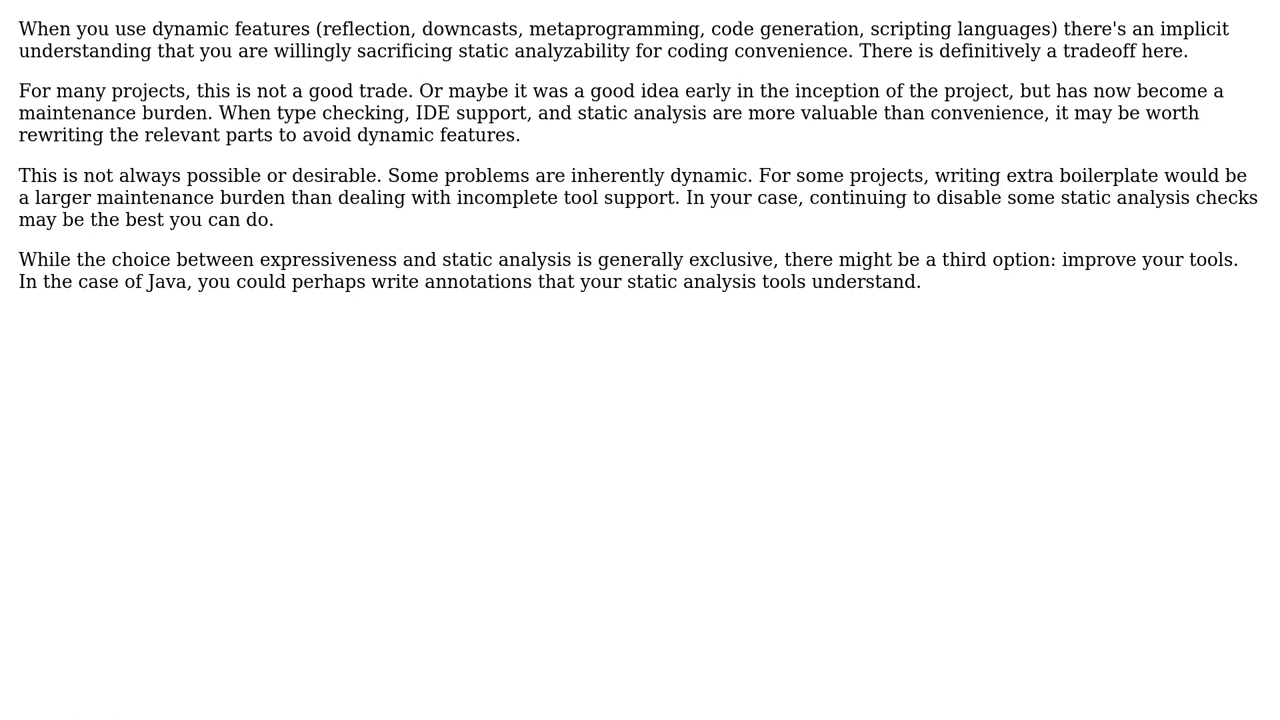 When you use dynamic features (reflection, downcasts, metaprogramming, code generation, scripting languages) there's an implicit
understanding that you are willingly sacrificing static analyzability for coding convenience. There is definitively a tradeoff here.
For many projects, this is not a good trade. Or maybe it was a good idea early in the inception of the project, but has now become a
maintenance burden. When type checking, IDE support, and static analysis are more valuable than convenience, it may be worth
rewriting the relevant parts to avoid dynamic features.
This is not always possible or desirable. Some problems are inherently dynamic. For some projects, writing extra boilerplate would be
a larger maintenance burden than dealing with incomplete tool support. In your case, continuing to disable some static analysis checks
may be the best you can do.
While the choice between expressiveness and static analysis is generally exclusive, there might be a third option: improve your tools.
In the case of Java, you could perhaps write annotations that your static analysis tools understand.